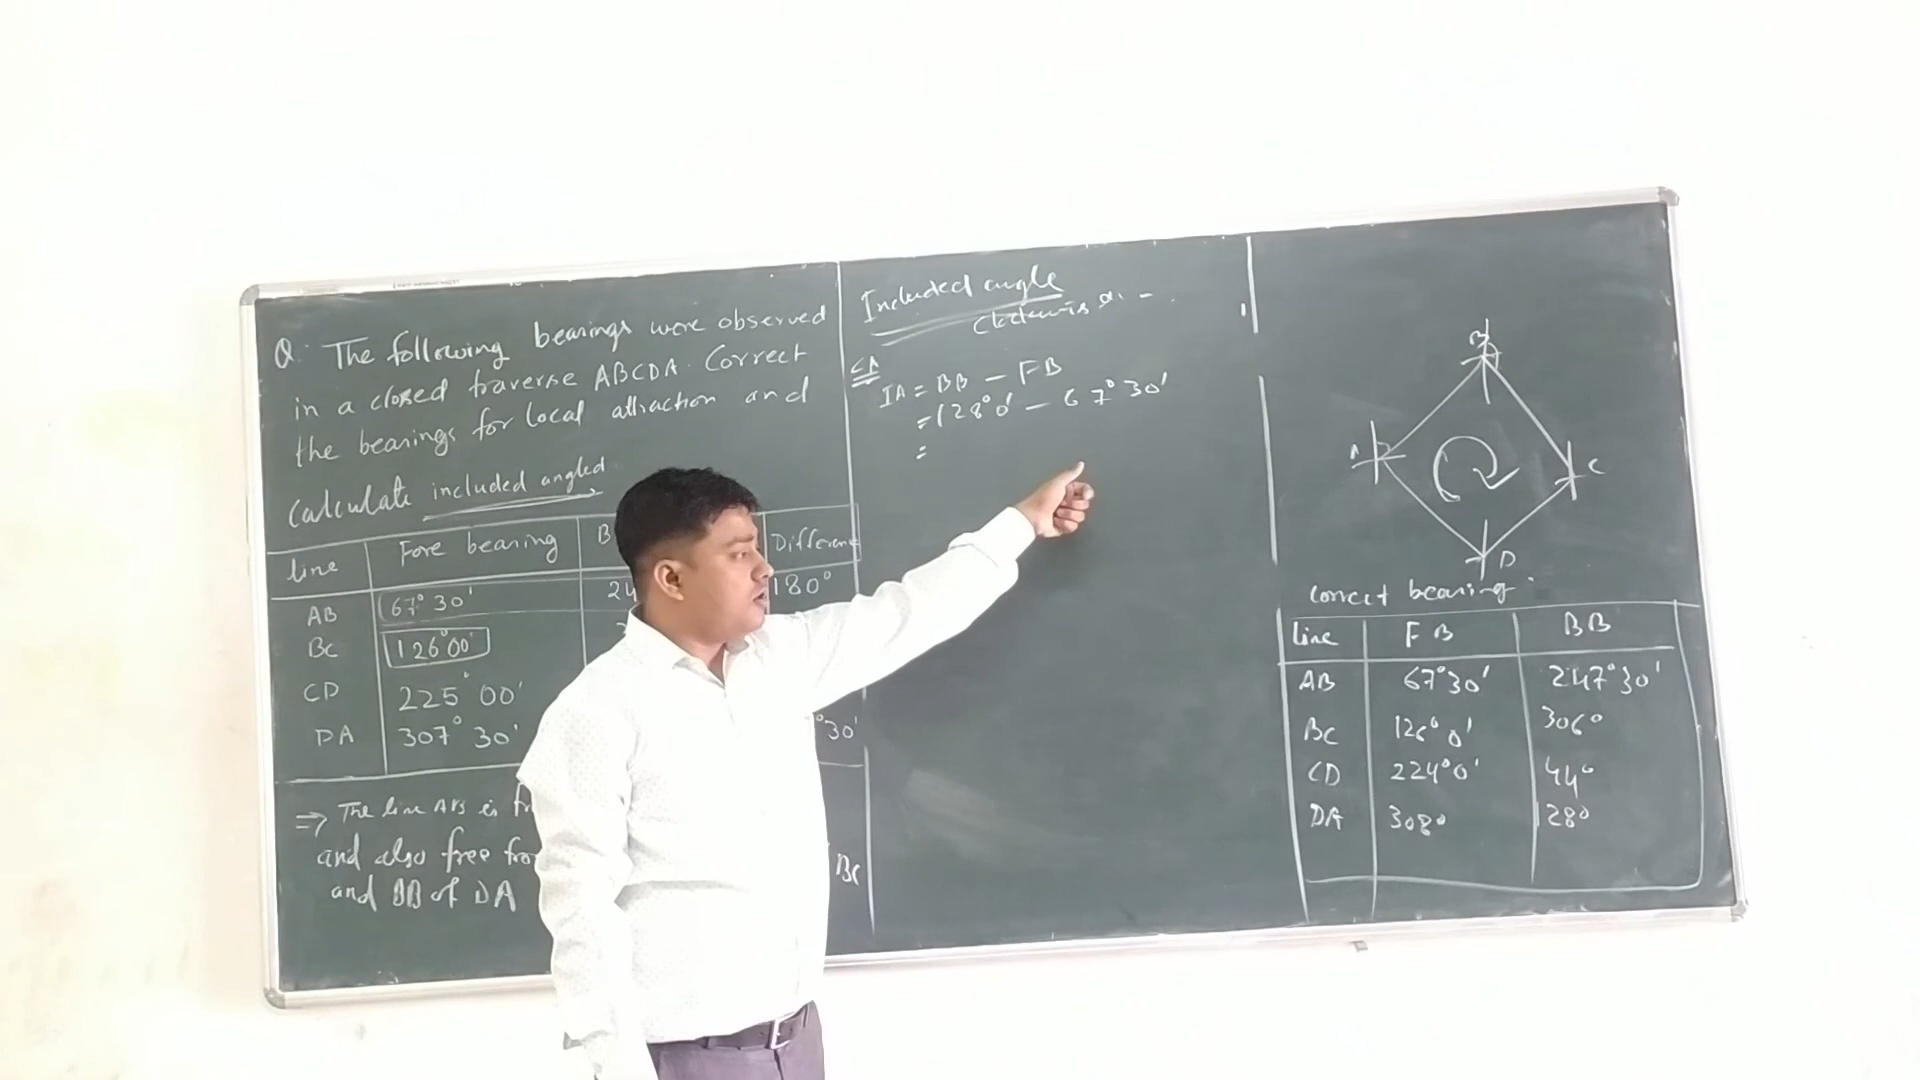 Q. The following bearings were observed
in a closed traverse ABCDA. Correct
the bearings for local attraction and
Calculate included angled.
line Fore bearing B Difference
AB 67° 30' 24 180°
BC 126°00'
CD 225° 00'
DA 307° 30' °30'
⇒ The line AB is fr
and also free fro BC
and BB of DA
Included angle
Clockwise -
∠A
IA = BB - FB
= 128°0' - 67°30'
=
B
A
C
D
correct bearing
Line FB BB
AB 67°30' 247°30'
BC 126°0' 306°
CD 224°0' 44°
DA 308° 128°